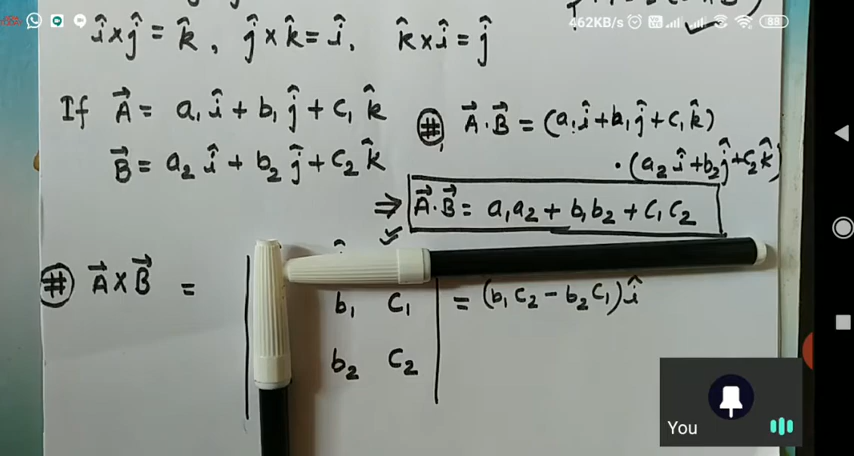 462KB/s 88
î×ĵ = k̂, ĵ×k̂ = î, k̂×î = ĵ
If A⃗ = a₁î + b₁ĵ + c₁k̂
B⃗ = a₂î + b₂ĵ + c₂k̂
# A⃗·B⃗ = (a₁î+b₁ĵ+c₁k̂)
·(a₂î+b₂ĵ+c₂k̂)
⇒ A⃗·B⃗ = a₁a₂ + b₁b₂ + c₁c₂
# A⃗×B⃗ =
b₁ c₁ = (b₁c₂ − b₂c₁)î
b₂ c₂
You